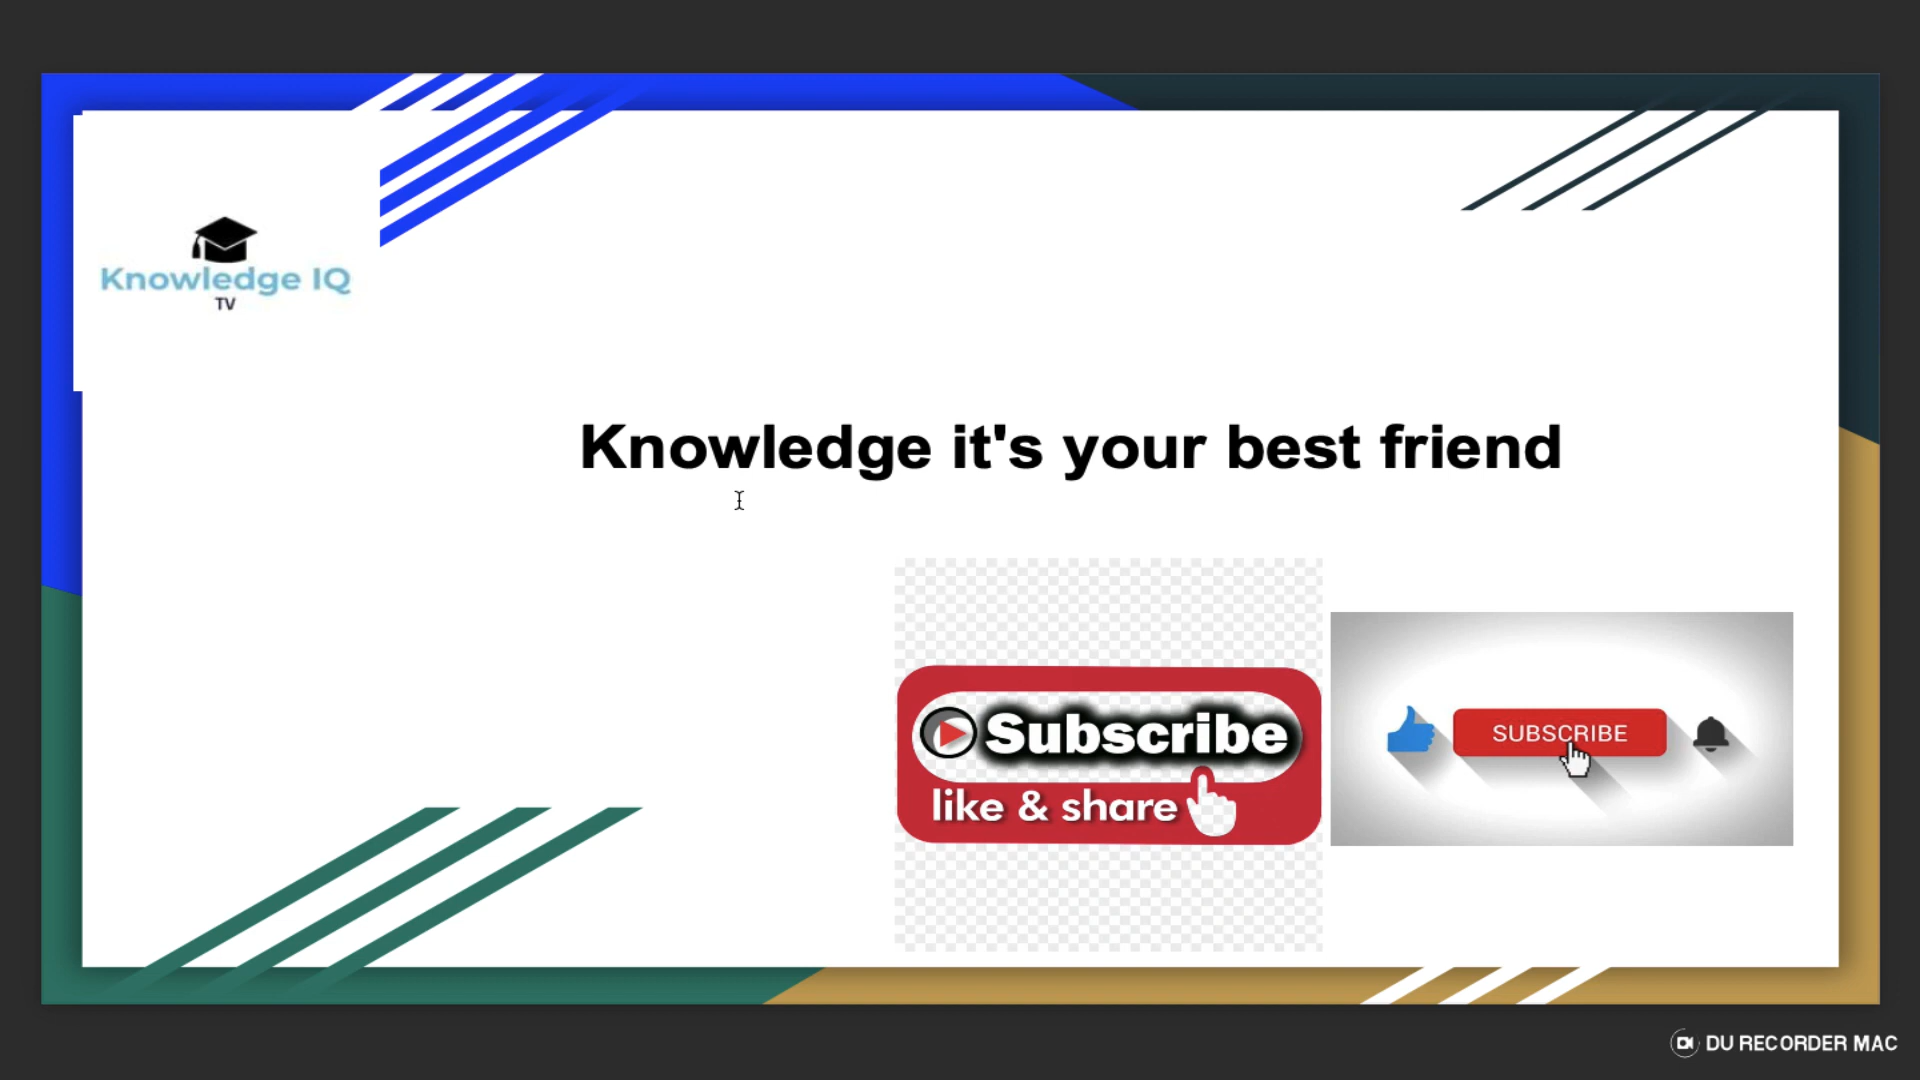 Knowledge IQ
TV
Knowledge it's your best friend
Subscribe
like & share
SUBSCRIBE
DU RECORDER MAC